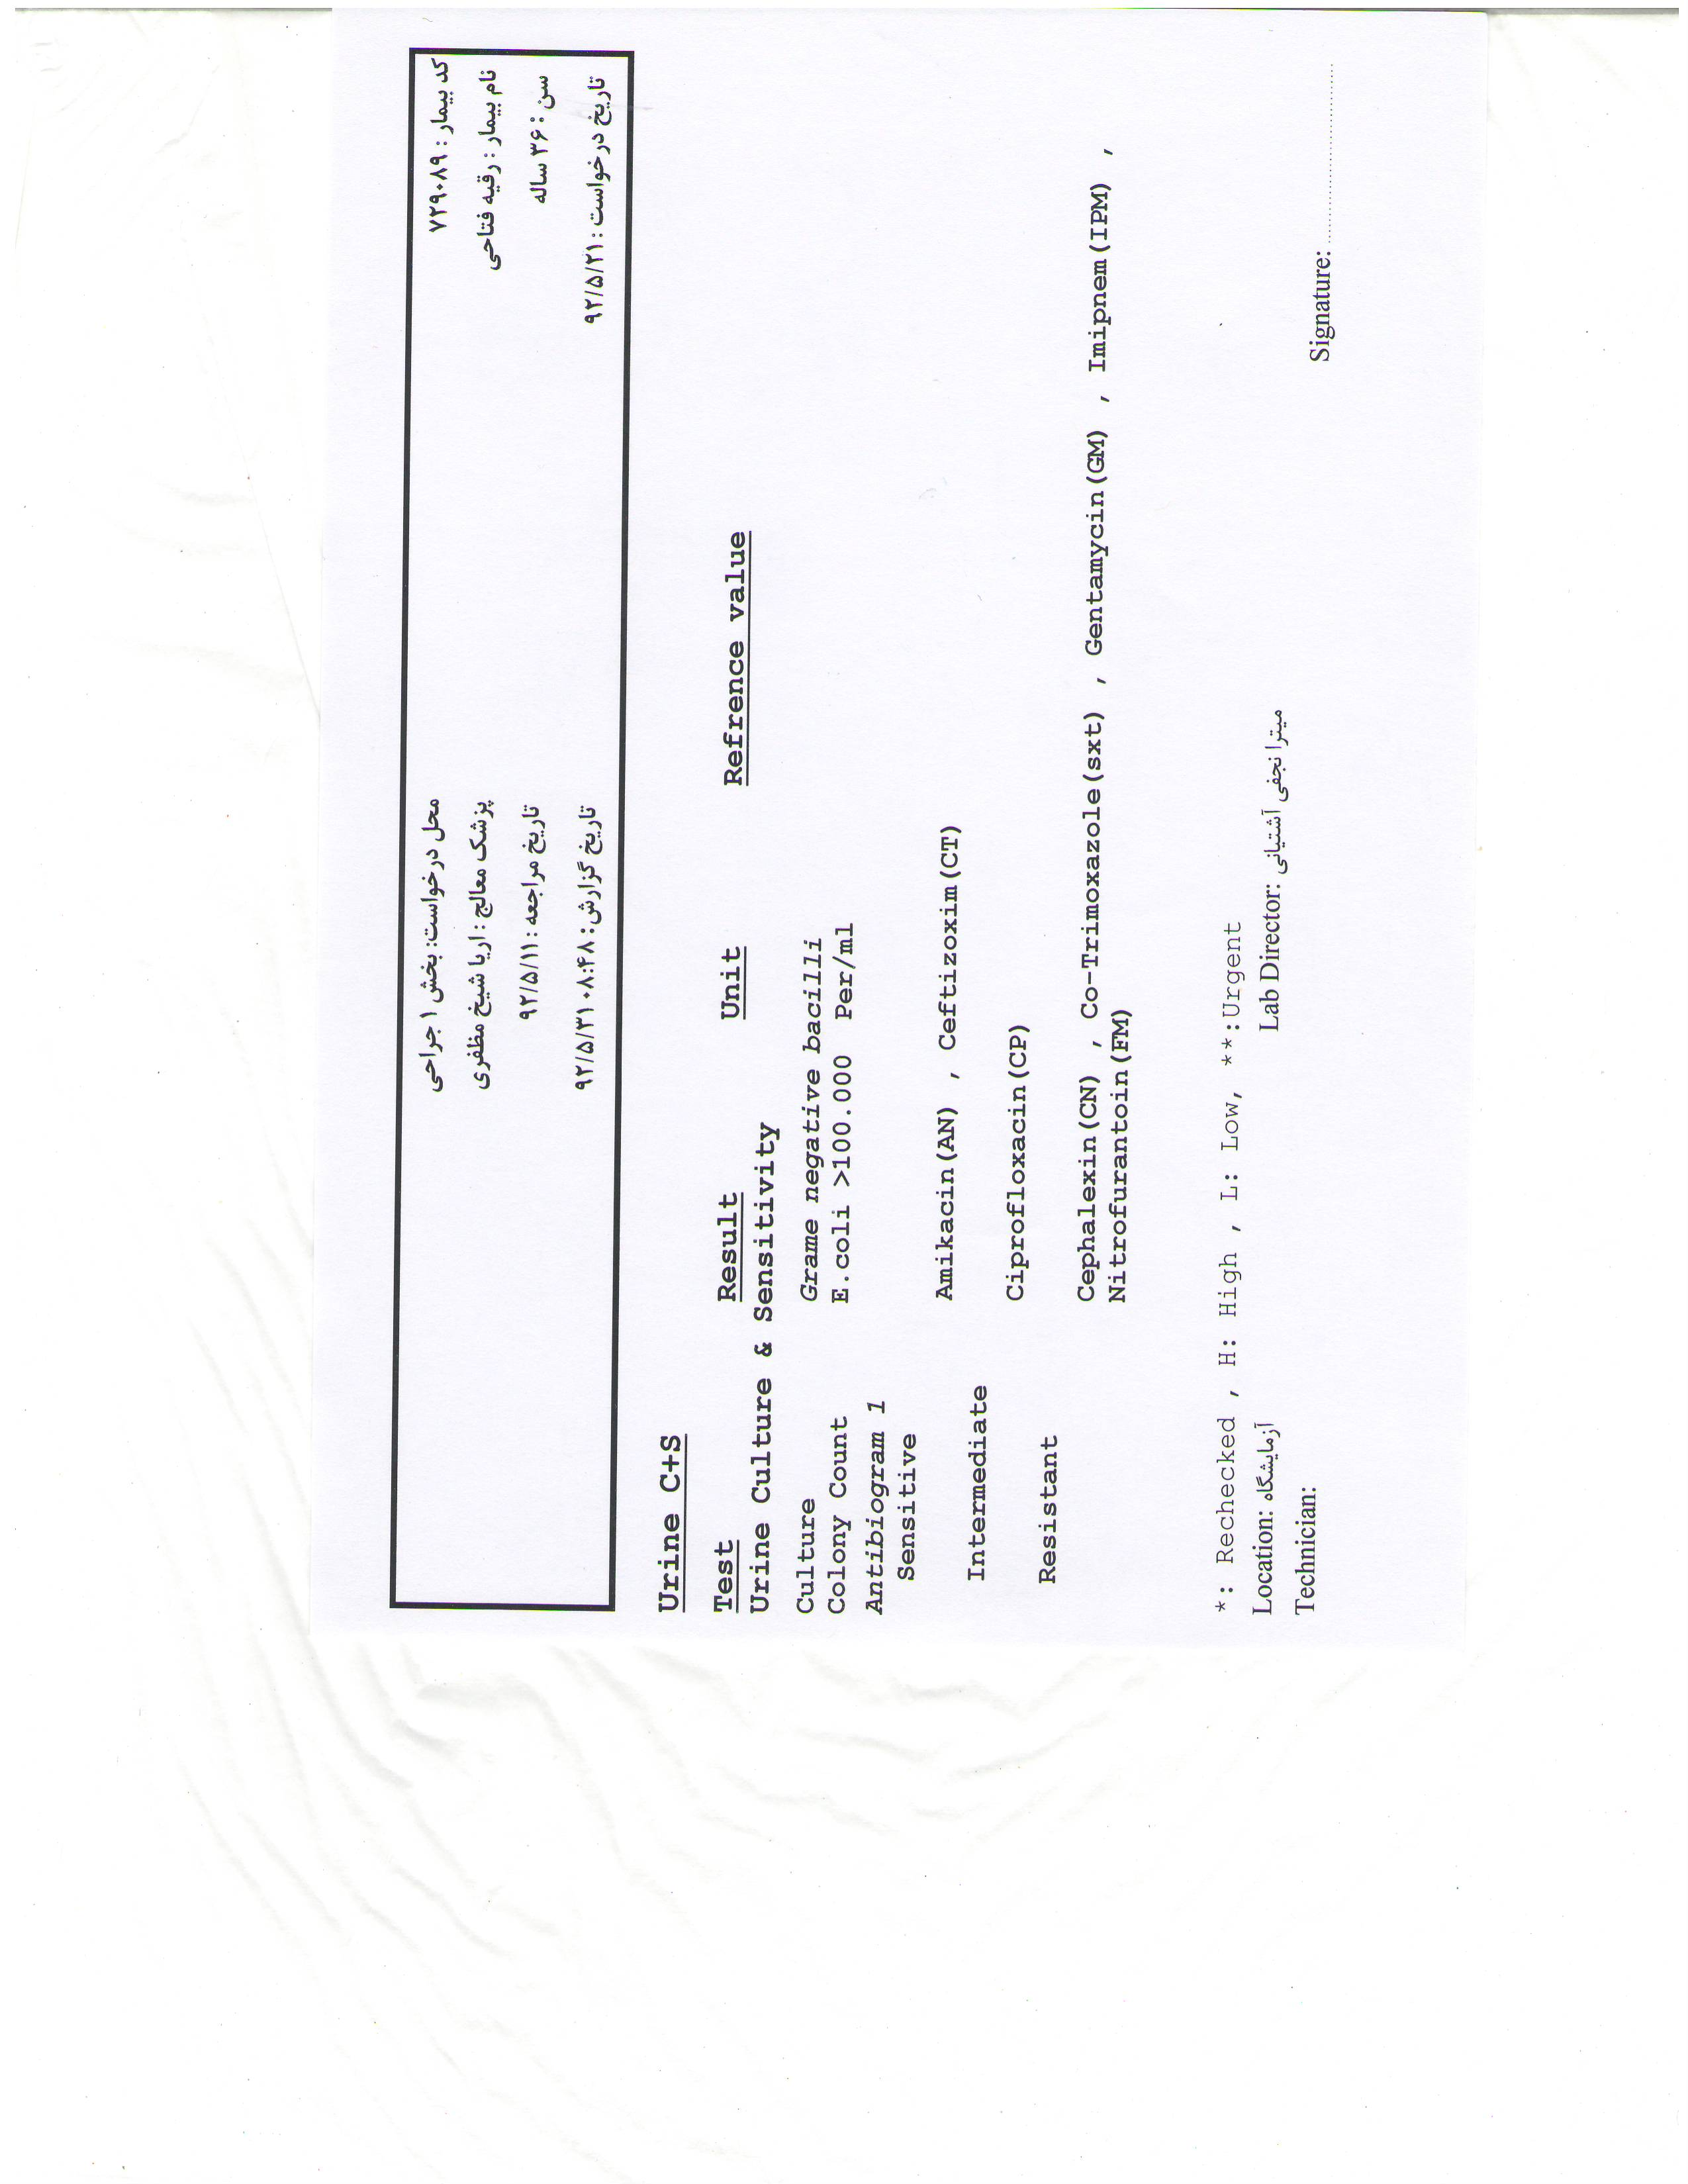 کد بیمار : ۷۲۹۰۸۹
محل درخواست: بخش ۱ جراحی
نام بیمار : رقیه فتاحی
پزشک معالج : اریا شیخ مظفری
سن : ۳۶ ساله
تاریخ مراجعه : ۹۲/۵/۱۱
تاریخ درخواست : ۹۲/۵/۲۱
تاریخ گزارش : ۹۲/۵/۳۱ ۰۸:۴۸
Urine C+S
Test Result Unit Refrence value
Urine Culture & Sensitivity
Culture Grame negative bacilli
Colony Count E.coli >100.000 Per/ml
Antibiogram 1
Sensitive
Amikacin(AN) , Ceftizoxim(CT)
Intermediate
Ciprofloxacin(CP)
Resistant
Cephalexin(CN) , Co-Trimoxazole(sxt) , Gentamycin(GM) , Imipnem(IPM) ,
Nitrofurantoin(FM)
*: Rechecked , H: High , L: Low, **:Urgent
Location: آزمایشگاه Lab Director: میترا نجفی آشتیانی
Technician: Signature: ..............................